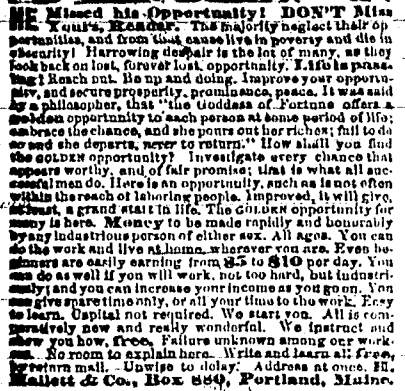 HE Missed his Opportunity! DON'T Miss
Yours, Reader. The majority neglect their op-
portunities, and from that cause live in poverty and die in
obscurity! Harrowing despair is the lot of many, as they
look back on lost, forever lost, opportunity. Life is pass-
ing! Reach out. Be up and doing. Improve your opportu-
nity, and secure prosperity, prominence, peace. It was said
by a philosopher, that "the Goddess of Fortune offers a
golden opportunity to each person at some period of life;
embrace the chance, and she pours out her riches; fail to do
so and she departs, never to return." How shall you find
the GOLDEN opportunity? Investigate every chance that
appears worthy, and of fair promise; that is what all suc-
cessful men do. Here is an opportunity, such as is not often
within the reach of laboring people. Improved, it will give,
at least, a grand start in life. The GOLDEN opportunity for
many is here. Money to be made rapidly and honorably
by any industrious person of either sex. All ages. You can
do the work and live at home, wherever you are. Even be-
ginners are easily earning from $5 to $10 per day. You
can do as well if you will work, not too hard, but industri-
ously; and you can increase your income as you go on. You
can give spare time only, or all your time to the work. Easy
to learn. Capital not required. We start you. All is com-
paratively new and really wonderful. We instruct and
show you how, free. Failure unknown among our work-
ers. No room to explain here. Write and learn all free,
by return mail. Unwise to delay. Address at once. H.
Hallett & Co., Box 880, Portland, Maine.